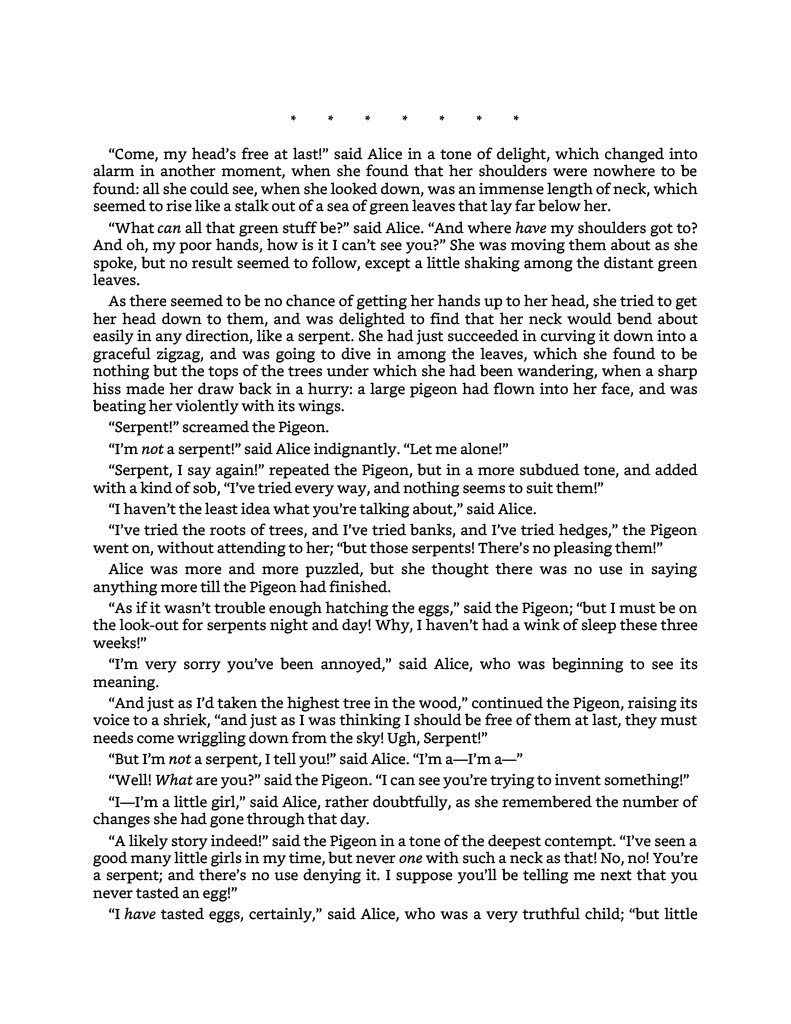 * * * * * * *
“Come, my head’s free at last!” said Alice in a tone of delight, which changed into
alarm in another moment, when she found that her shoulders were nowhere to be
found: all she could see, when she looked down, was an immense length of neck, which
seemed to rise like a stalk out of a sea of green leaves that lay far below her.
“What can all that green stuff be?” said Alice. “And where have my shoulders got to?
And oh, my poor hands, how is it I can’t see you?” She was moving them about as she
spoke, but no result seemed to follow, except a little shaking among the distant green
leaves.
As there seemed to be no chance of getting her hands up to her head, she tried to get
her head down to them, and was delighted to find that her neck would bend about
easily in any direction, like a serpent. She had just succeeded in curving it down into a
graceful zigzag, and was going to dive in among the leaves, which she found to be
nothing but the tops of the trees under which she had been wandering, when a sharp
hiss made her draw back in a hurry: a large pigeon had flown into her face, and was
beating her violently with its wings.
“Serpent!” screamed the Pigeon.
“I’m not a serpent!” said Alice indignantly. “Let me alone!”
“Serpent, I say again!” repeated the Pigeon, but in a more subdued tone, and added
with a kind of sob, “I’ve tried every way, and nothing seems to suit them!”
“I haven’t the least idea what you’re talking about,” said Alice.
“I’ve tried the roots of trees, and I’ve tried banks, and I’ve tried hedges,” the Pigeon
went on, without attending to her; “but those serpents! There’s no pleasing them!”
Alice was more and more puzzled, but she thought there was no use in saying
anything more till the Pigeon had finished.
“As if it wasn’t trouble enough hatching the eggs,” said the Pigeon; “but I must be on
the look-out for serpents night and day! Why, I haven’t had a wink of sleep these three
weeks!”
“I’m very sorry you’ve been annoyed,” said Alice, who was beginning to see its
meaning.
“And just as I’d taken the highest tree in the wood,” continued the Pigeon, raising its
voice to a shriek, “and just as I was thinking I should be free of them at last, they must
needs come wriggling down from the sky! Ugh, Serpent!”
“But I’m not a serpent, I tell you!” said Alice. “I’m a—I’m a—”
“Well! What are you?” said the Pigeon. “I can see you’re trying to invent something!”
“I—I’m a little girl,” said Alice, rather doubtfully, as she remembered the number of
changes she had gone through that day.
“A likely story indeed!” said the Pigeon in a tone of the deepest contempt. “I’ve seen a
good many little girls in my time, but never one with such a neck as that! No, no! You’re
a serpent; and there’s no use denying it. I suppose you’ll be telling me next that you
never tasted an egg!”
“I have tasted eggs, certainly,” said Alice, who was a very truthful child; “but little